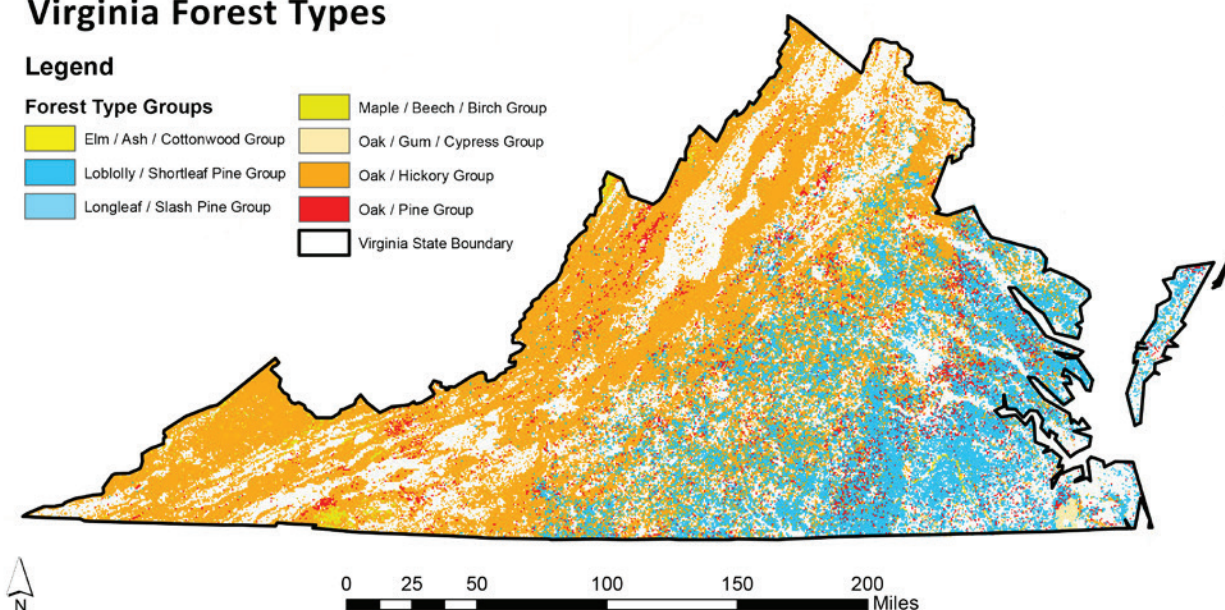 Virginia Forest Types
Legend
Forest Type Groups
Elm / Ash / Cottonwood Group
Loblolly / Shortleaf Pine Group
Longleaf / Slash Pine Group
Maple / Beech / Birch Group
Oak / Gum / Cypress Group
Oak / Hickory Group
Oak / Pine Group
Virginia State Boundary
N
0 25 50 100 150 200
Miles